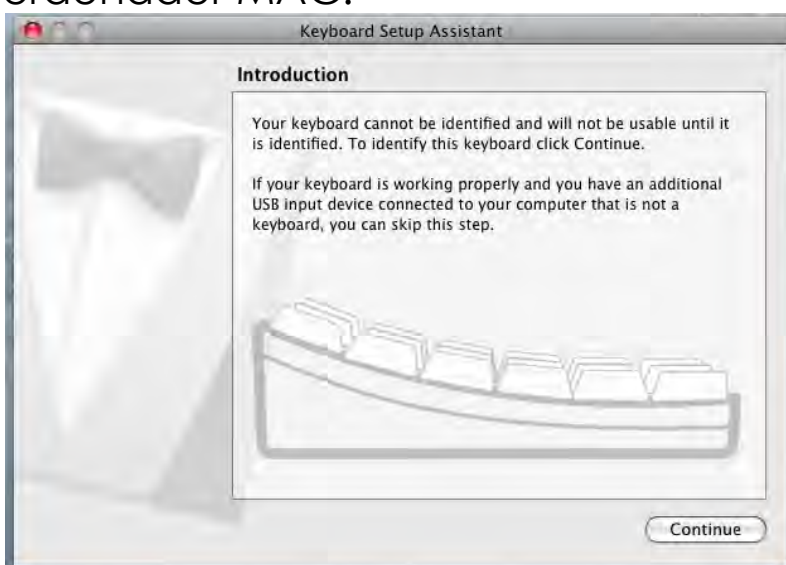 ordenador MAC.
Keyboard Setup Assistant
Introduction
Your keyboard cannot be identified and will not be usable until it
is identified. To identify this keyboard click Continue.
If your keyboard is working properly and you have an additional
USB input device connected to your computer that is not a
keyboard, you can skip this step.
Continue